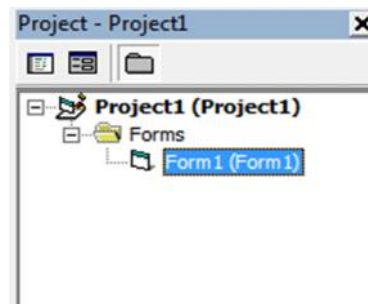 Project - Project1
Project1 (Project1)
Forms
Form1 (Form1)